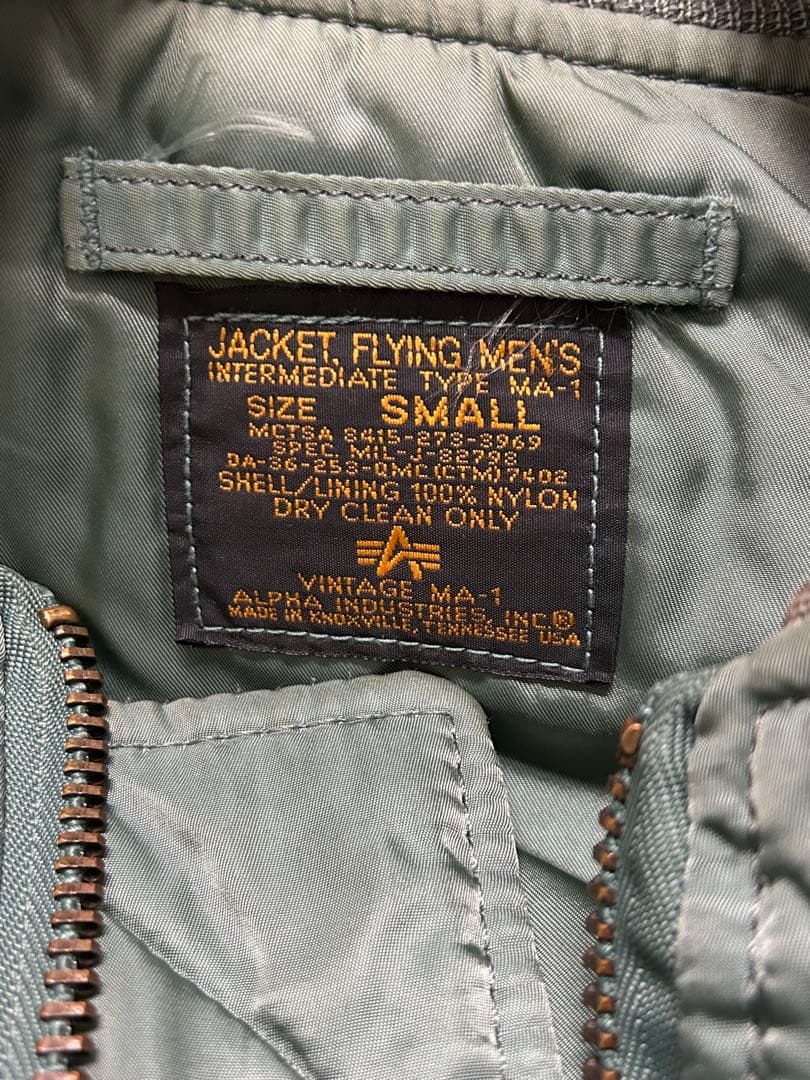 JACKET, FLYING, MEN'S
INTERMEDIATE TYPE MA-1
SIZE SMALL
MCTSA 8415-273-3969
SPEC. MIL-J-22793
DA-36-253-QMC(CTM)7402
SHELL/LINING 100% NYLON
DRY CLEAN ONLY
VINTAGE MA-1
ALPHA INDUSTRIES, INC.®
MADE IN KNOXVILLE, TENNESSEE USA